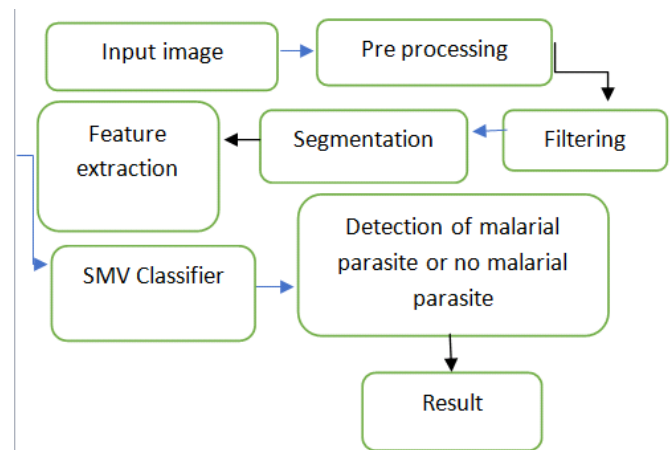 Input image
Pre processing
Filtering
Segmentation
Feature
extraction
SMV Classifier
Detection of malarial
parasite or no malarial
parasite
Result